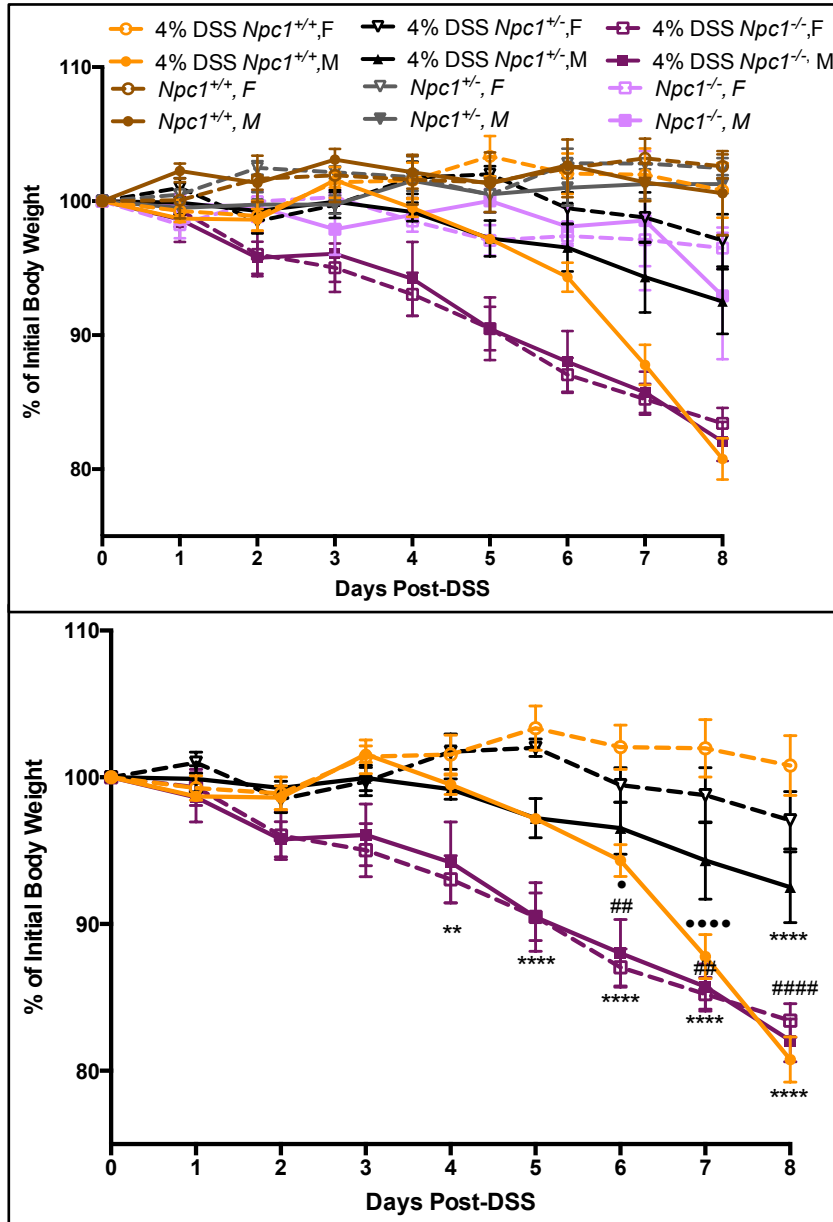 4% DSS Npc1+/+,F 4% DSS Npc1+/-,F 4% DSS Npc1-/-,F
4% DSS Npc1+/+,M 4% DSS Npc1+/-,M 4% DSS Npc1-/-, M
Npc1+/+, F Npc1+/-, F Npc1-/-, F
Npc1+/+, M Npc1+/-, M Npc1-/-, M
110
100
90
80
% of Initial Body Weight
0 1 2 3 4 5 6 7 8
Days Post-DSS
110
100
90
80
% of Initial Body Weight
•
## •••• ****
** **** ## ####
**** ****
****
0 1 2 3 4 5 6 7 8
Days Post-DSS